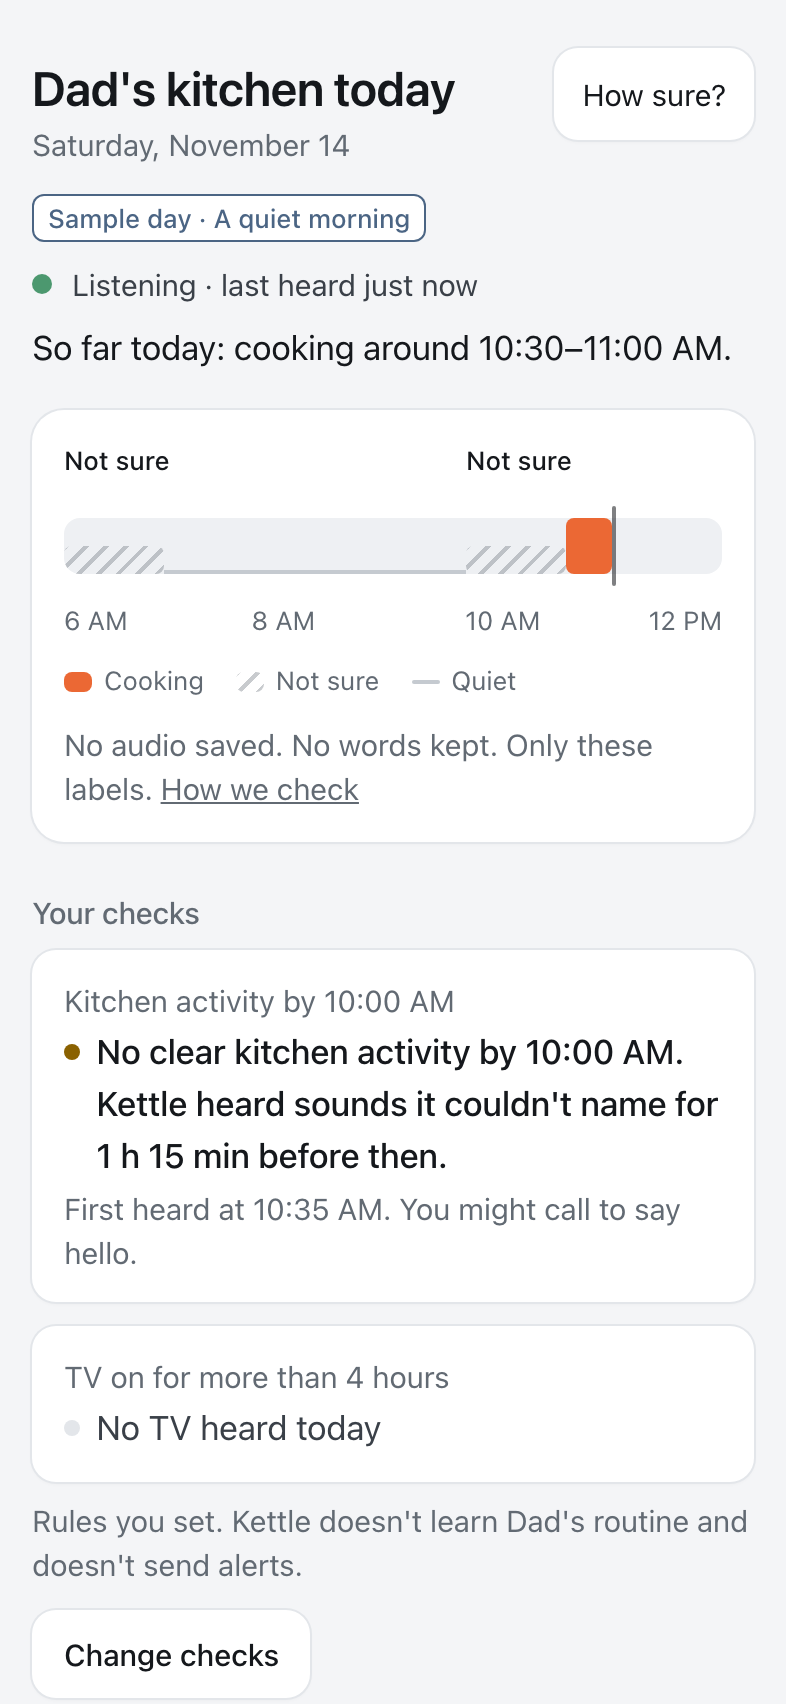 Dad's kitchen today
How sure?
Saturday, November 14
Sample day · A quiet morning
Listening · last heard just now
So far today: cooking around 10:30–11:00 AM.
Not sure
Not sure
6 AM
8 AM
10 AM
12 PM
Cooking
Not sure
Quiet
No audio saved. No words kept. Only these
labels. How we check
Your checks
Kitchen activity by 10:00 AM
No clear kitchen activity by 10:00 AM.
Kettle heard sounds it couldn't name for
1 h 15 min before then.
First heard at 10:35 AM. You might call to say
hello.
TV on for more than 4 hours
No TV heard today
Rules you set. Kettle doesn't learn Dad's routine and
doesn't send alerts.
Change checks